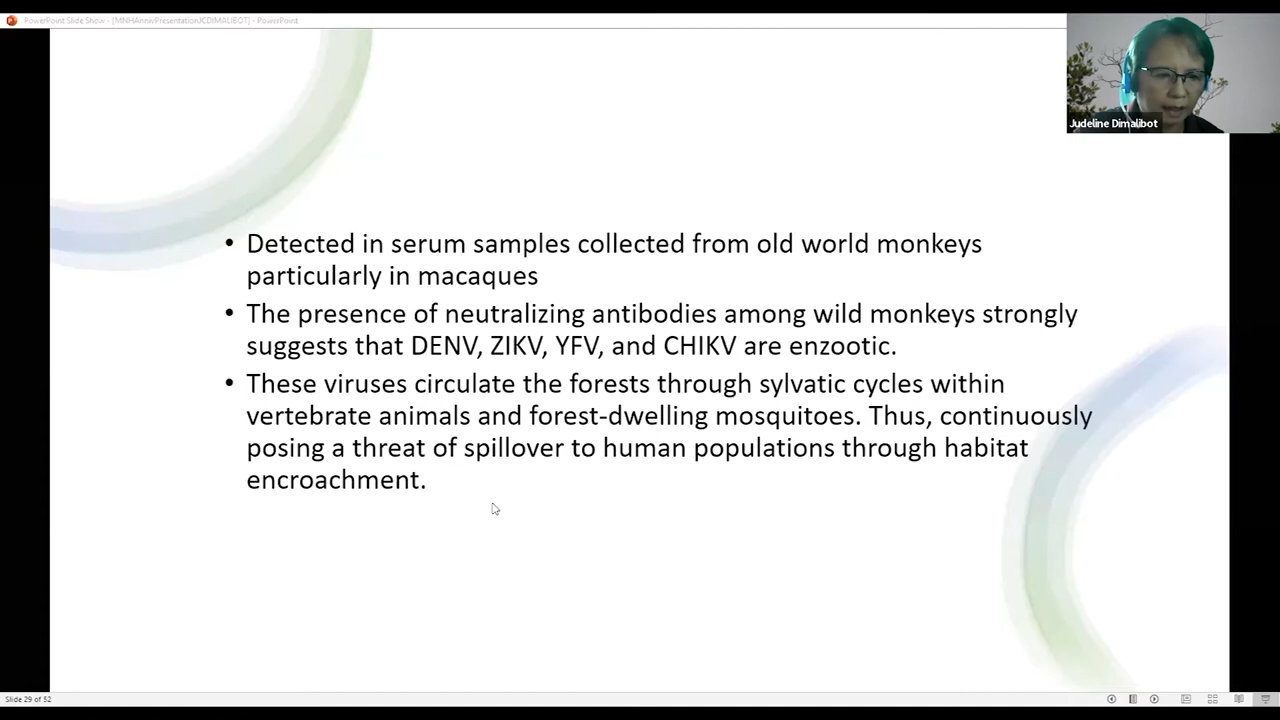 PowerPoint Slide Show - [MNHAnnivPresentationJCDIMALIBOT] - PowerPoint
Judeline Dimalibot
• Detected in serum samples collected from old world monkeys
particularly in macaques
• The presence of neutralizing antibodies among wild monkeys strongly
suggests that DENV, ZIKV, YFV, and CHIKV are enzootic.
• These viruses circulate the forests through sylvatic cycles within
vertebrate animals and forest-dwelling mosquitoes. Thus, continuously
posing a threat of spillover to human populations through habitat
encroachment.
Slide 29 of 52